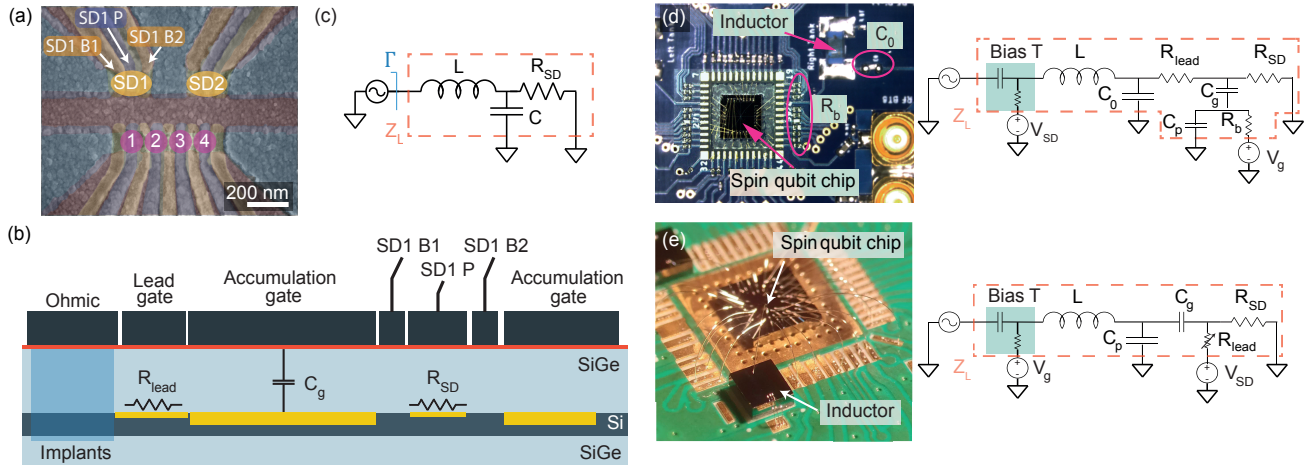 (a)
SD1 P
SD1 B1
SD1 B2
SD1
SD2
1
2
3
4
200 nm
(b)
SD1 B1
SD1 B2
SD1 P
Ohmic
Lead
gate
Accumulation
gate
Accumulation
gate
R_lead
C_g
R_SD
SiGe
Si
Implants
SiGe
(c)
Γ
L
R_SD
C
Z_L
(d)
Inductor
C_0
R_b
Spin qubit chip
Bias T
L
R_lead
R_SD
C_0
C_g
C_p
R_b
Z_L
V_SD
V_g
(e)
Spin qubit chip
Inductor
Bias T
L
C_g
R_SD
C_p
R_lead
Z_L
V_g
V_SD